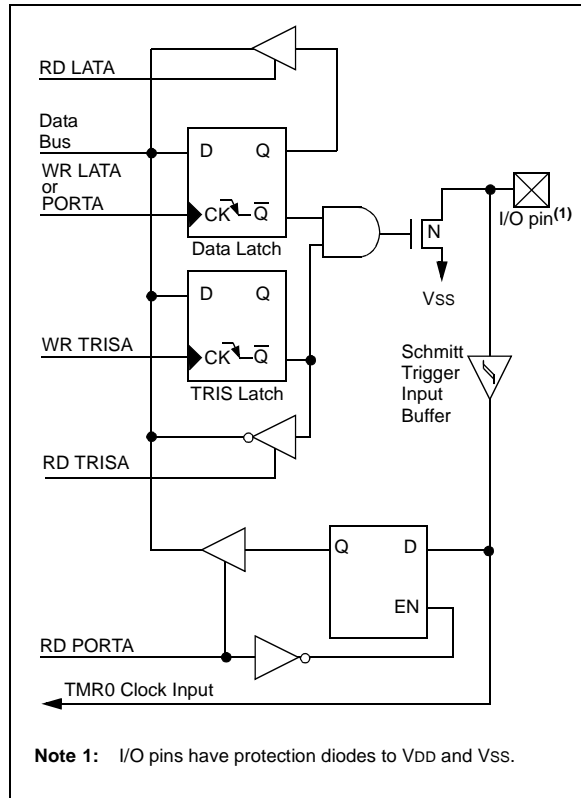 RD LATA
Data
Bus
WR LATA
or
PORTA
D Q
CK Q̅
Data Latch
N
I/O pin(1)
VSS
D Q
WR TRISA
CK Q̅
TRIS Latch
Schmitt
Trigger
Input
Buffer
RD TRISA
Q D
EN
RD PORTA
TMR0 Clock Input
Note 1: I/O pins have protection diodes to VDD and VSS.